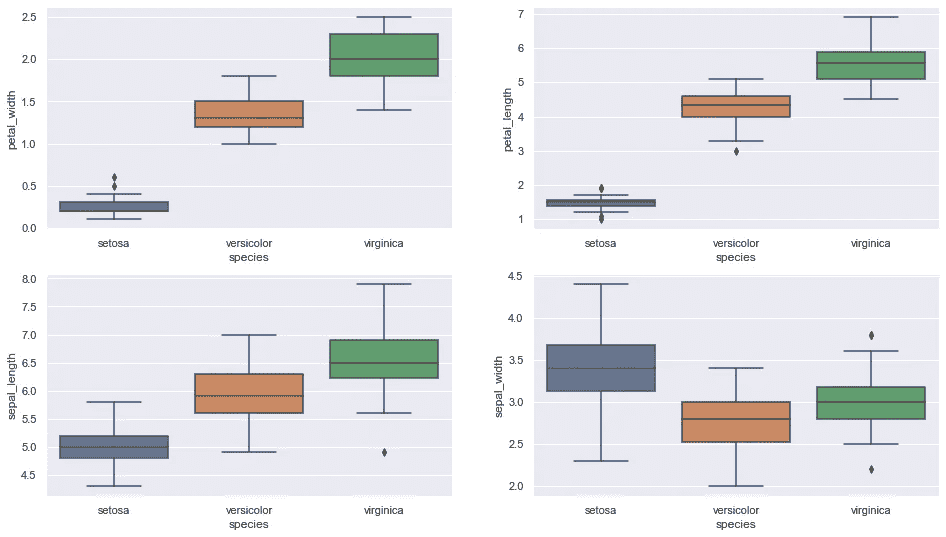 petal_width
2.5
2.0
1.5
1.0
0.5
0.0
setosa versicolor virginica
species
petal_length
7
6
5
4
3
2
1
setosa versicolor virginica
species
sepal_length
8.0
7.5
7.0
6.5
6.0
5.5
5.0
4.5
setosa versicolor virginica
species
sepal_width
4.5
4.0
3.5
3.0
2.5
2.0
setosa versicolor virginica
species